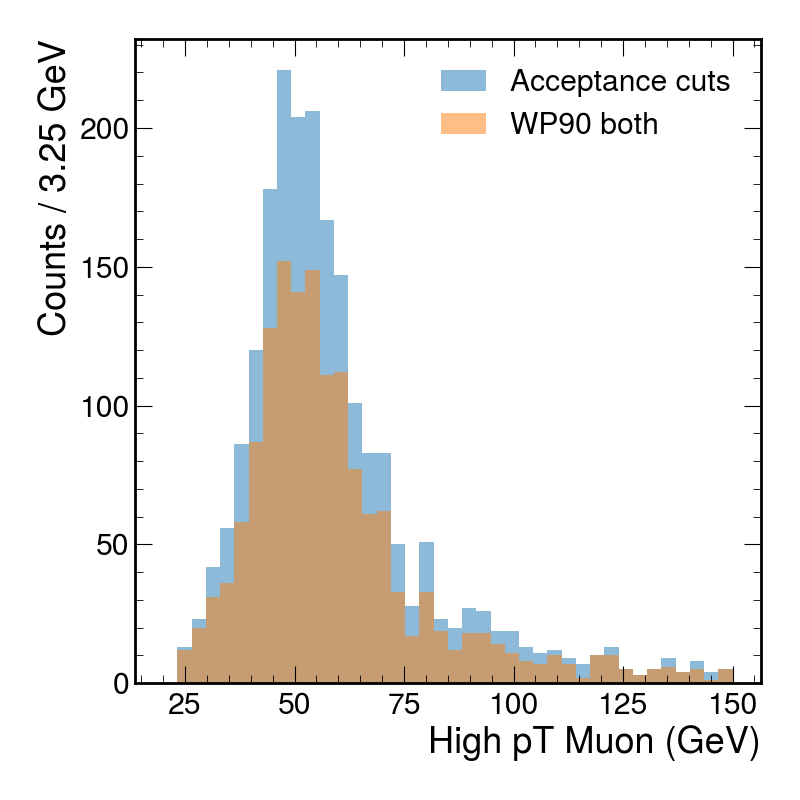 Counts / 3.25 GeV
200
150
100
50
0
Acceptance cuts
WP90 both
25 50 75 100 125 150
High pT Muon (GeV)